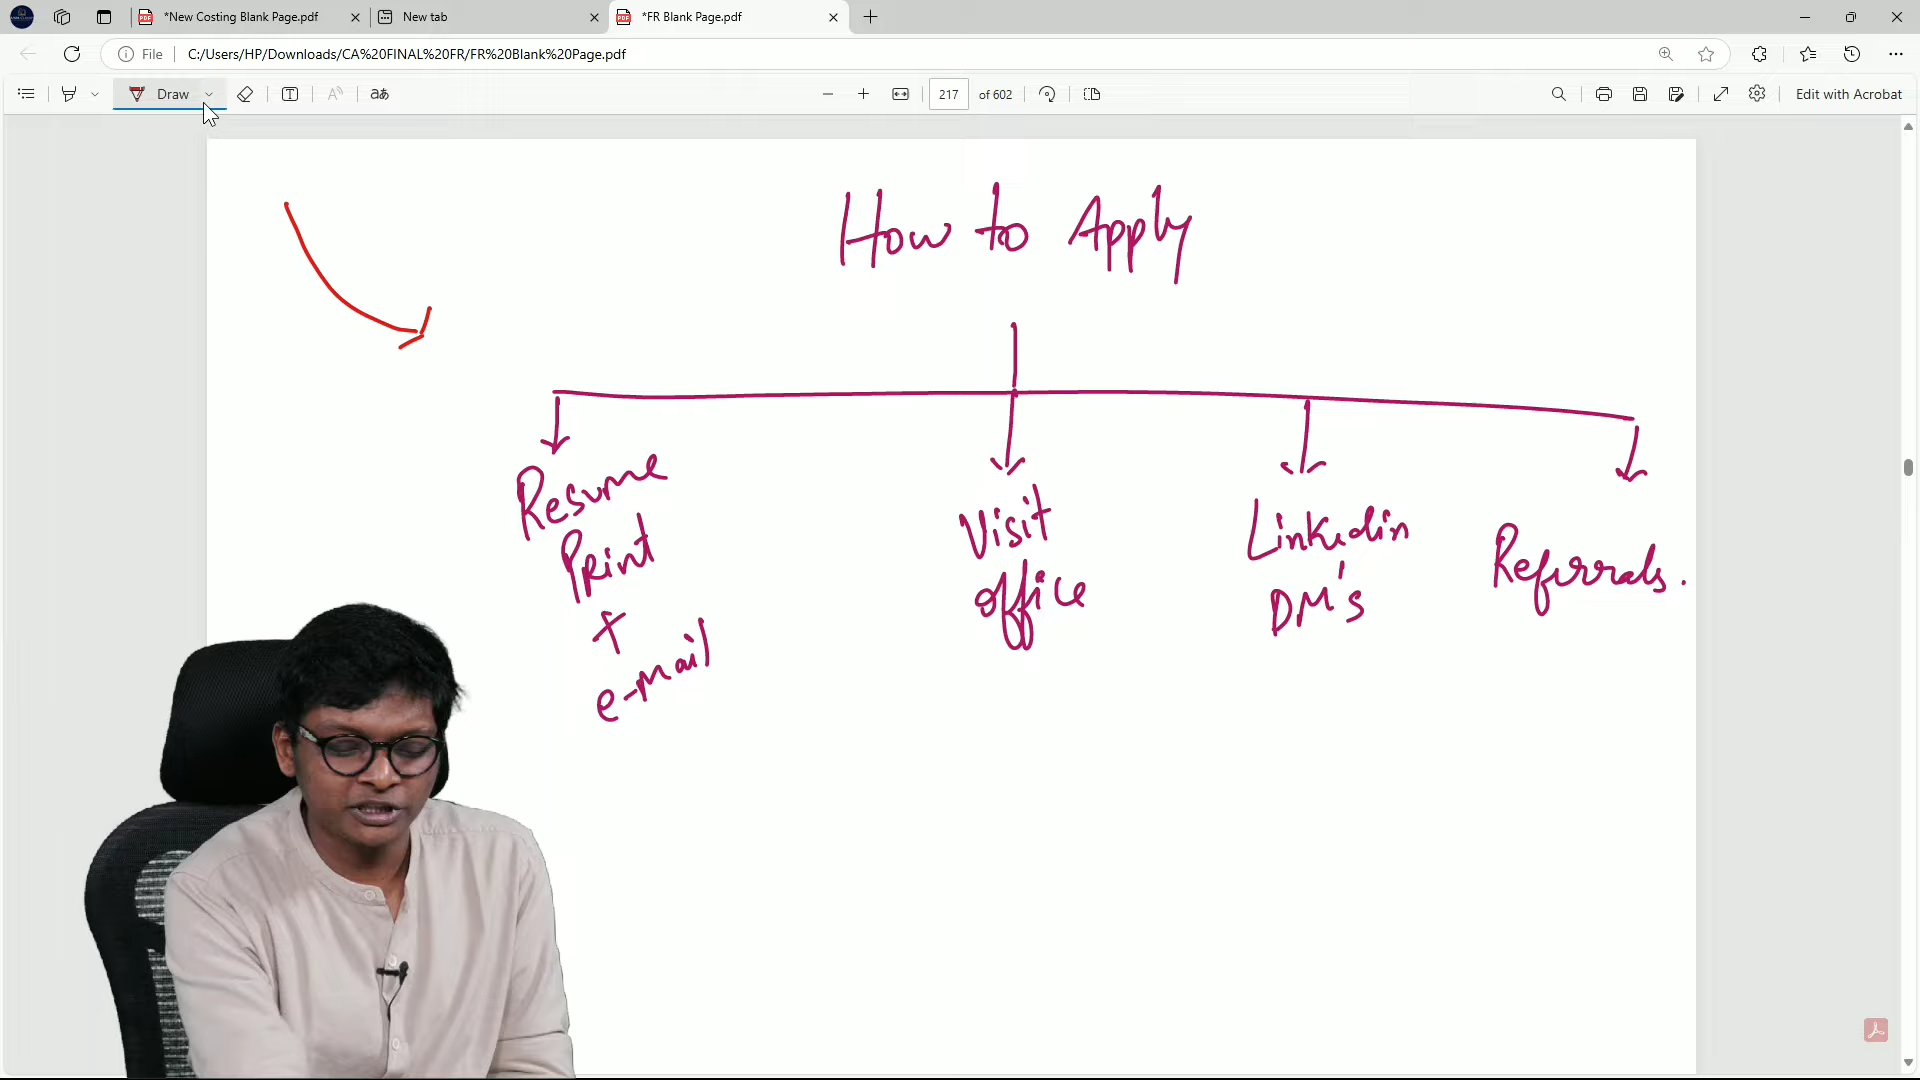 *New Costing Blank Page.pdf
New tab
*FR Blank Page.pdf
File
C:/Users/HP/Downloads/CA%20FINAL%20FR/FR%20Blank%20Page.pdf
Draw
aあ
217 of 602
Edit with Acrobat
How to Apply
Resume
Print
+
e-mail
Visit
office
Linkedin
DM's
Referrals.